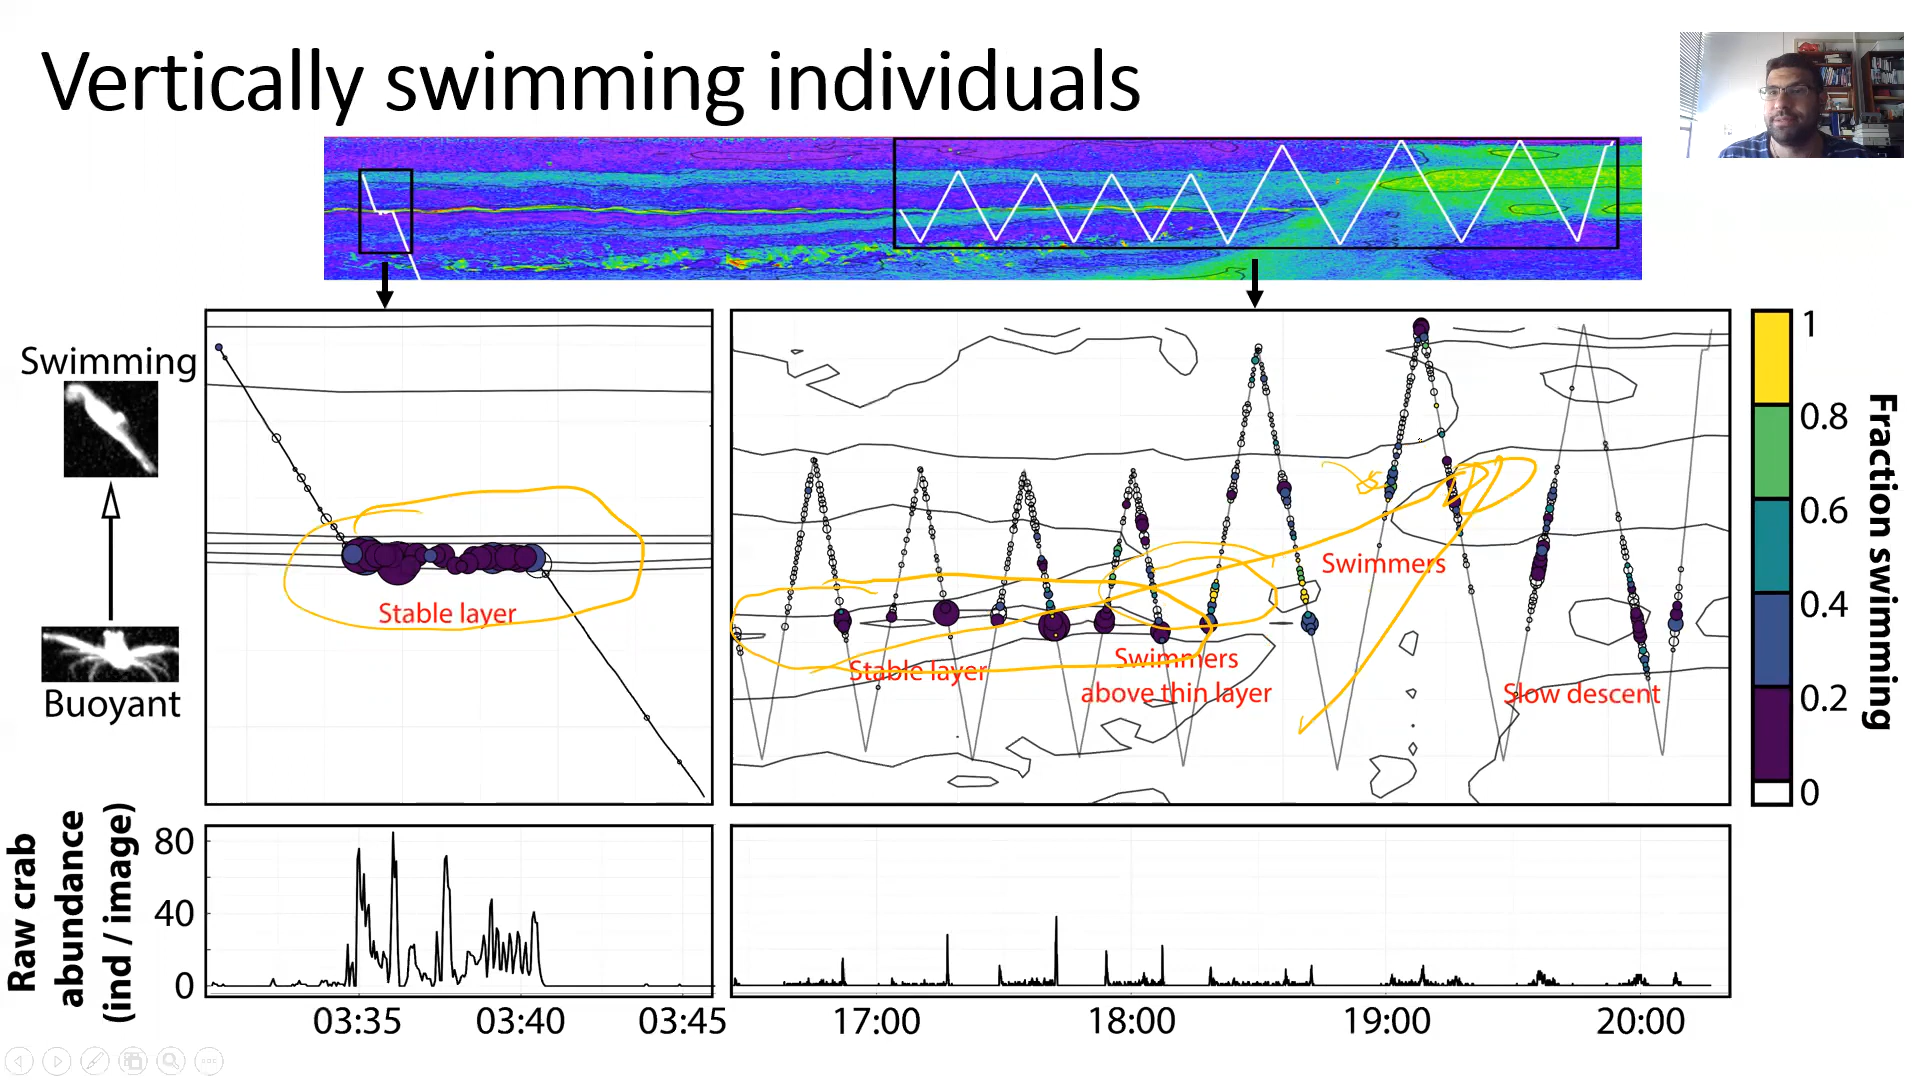 Vertically swimming individuals
Swimming
Buoyant
Stable layer
Stable layer
Swimmers
above thin layer
Swimmers
Slow descent
1
0.8
0.6
0.4
0.2
0
Fraction swimming
Raw crab
abundance
(ind / image)
80
40
0
03:35 03:40 03:45
17:00 18:00 19:00 20:00